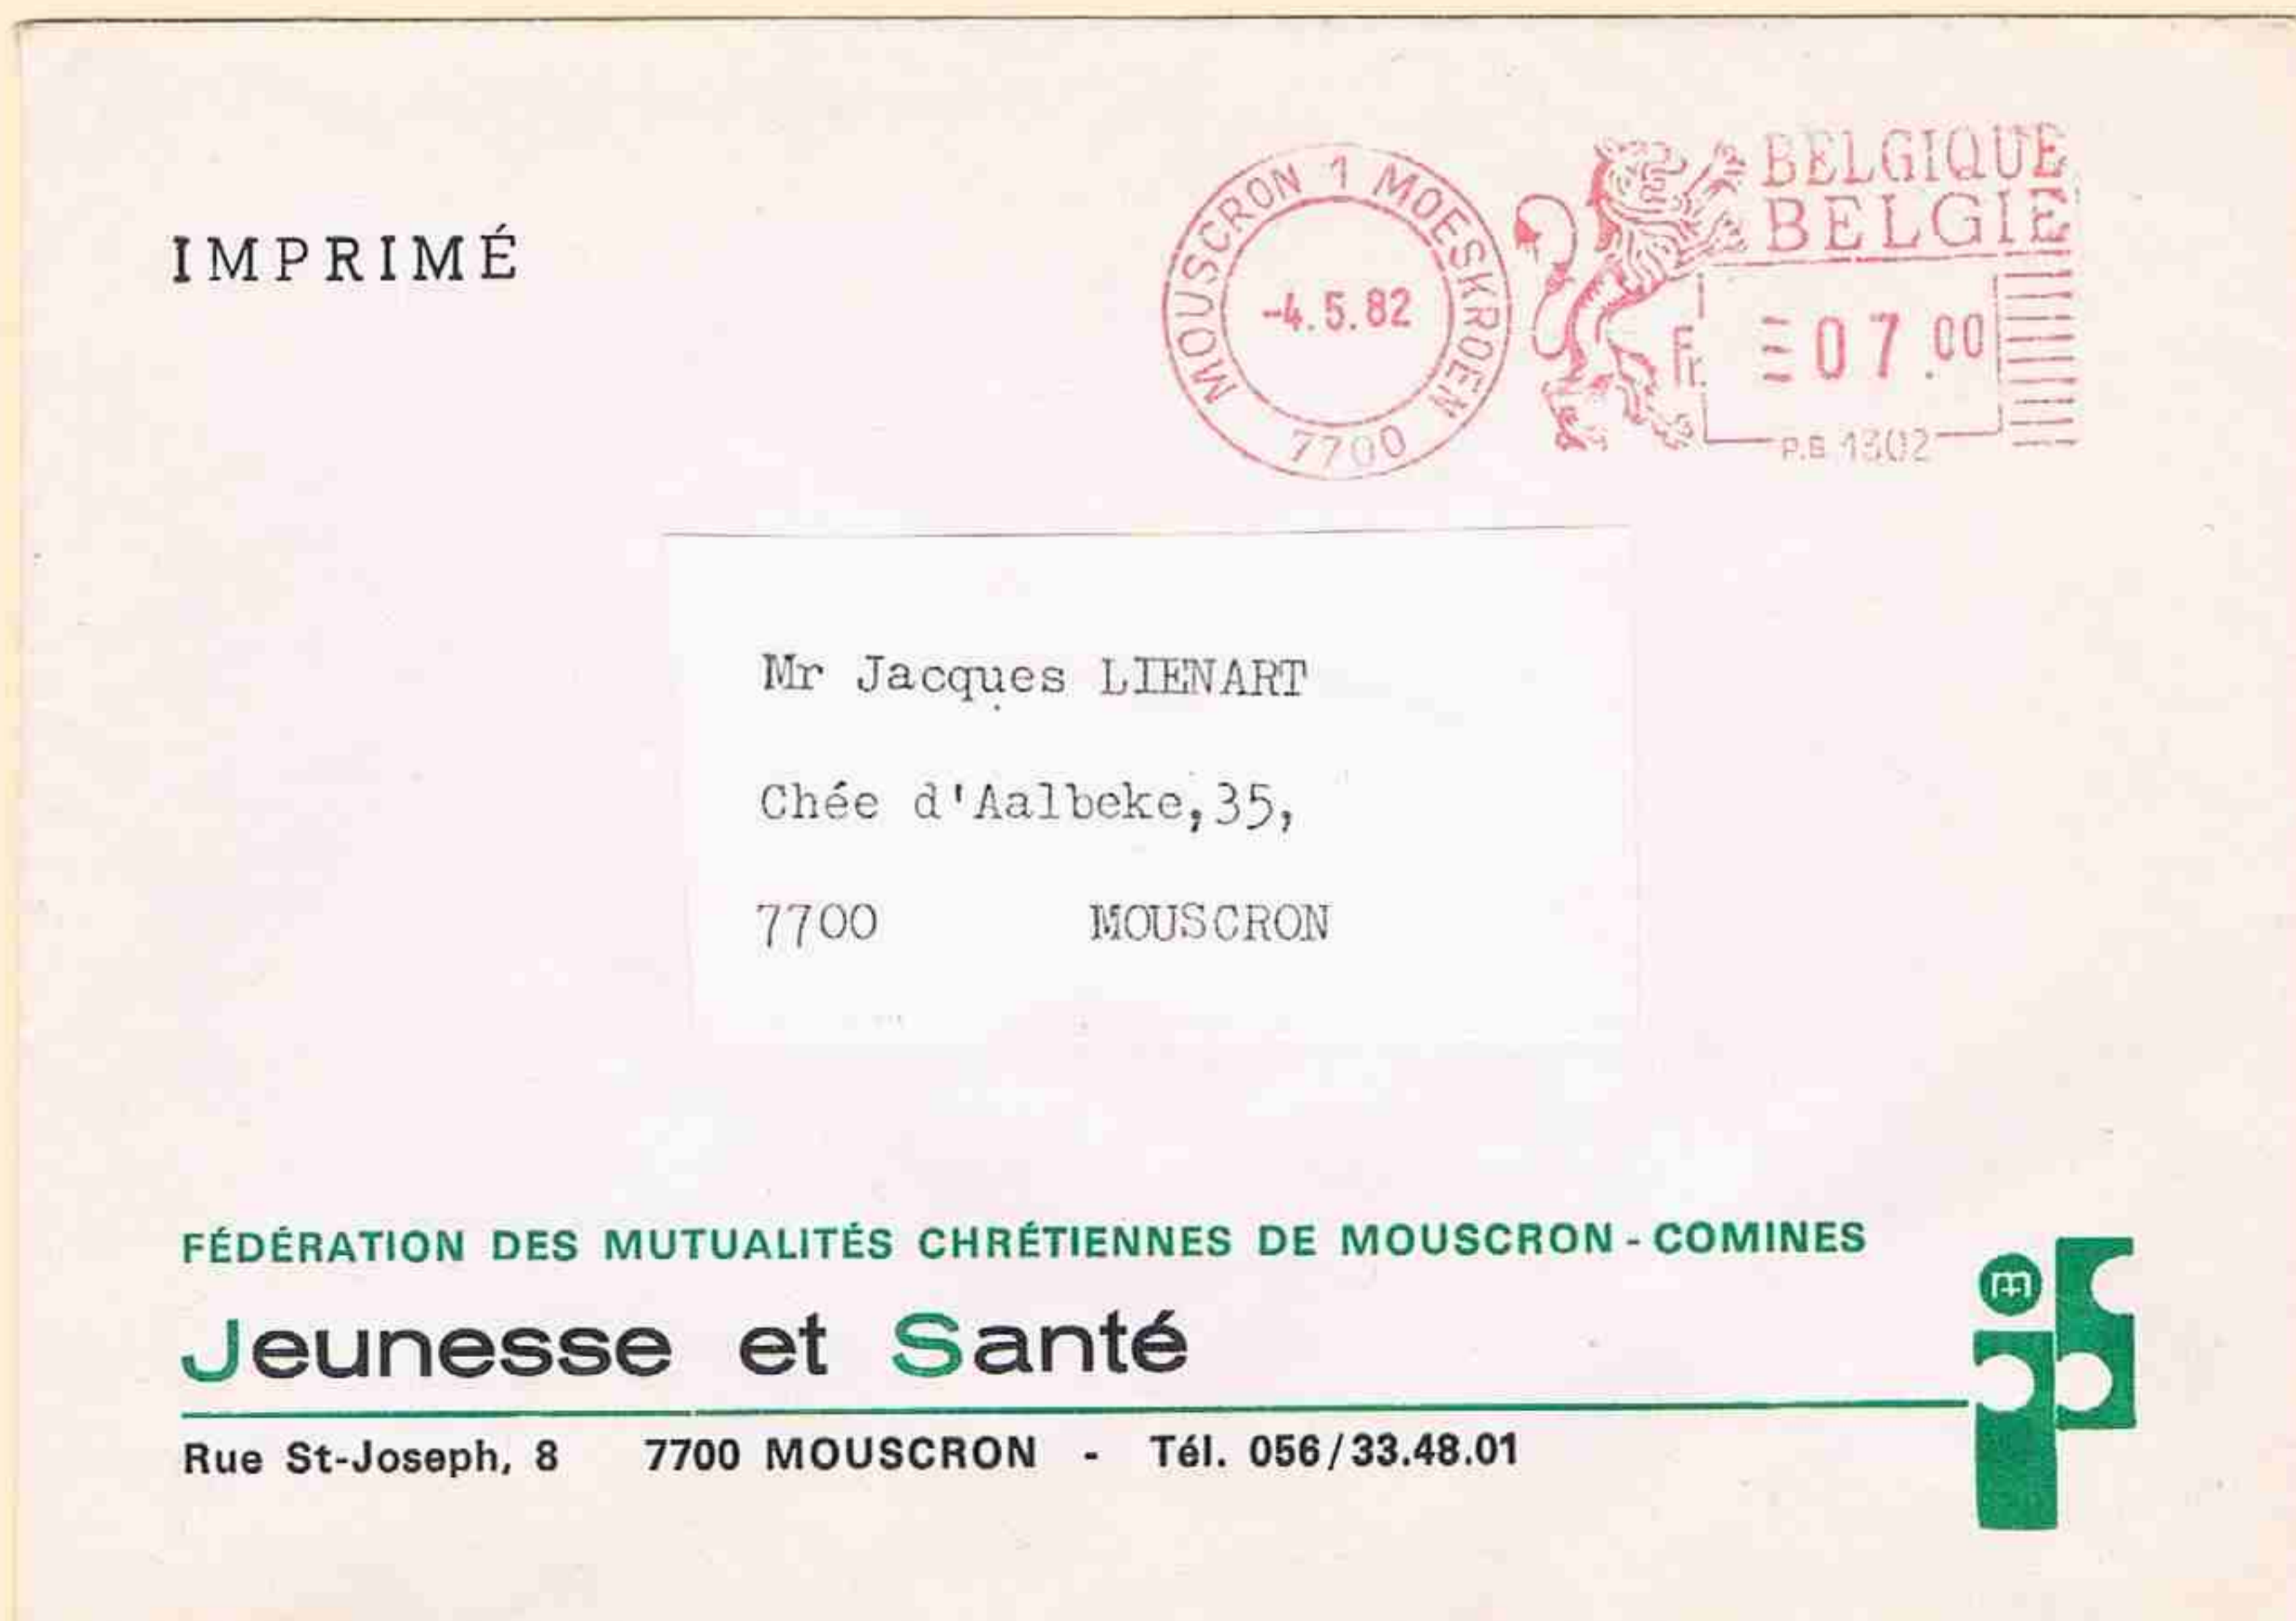 IMPRIMÉ
MOUSCRON 1 MOESKROEN
-4.5.82
7700
BELGIQUE
BELGIE
Fr. 07.00
P.B. 1302
Mr Jacques LIENART
Chée d'Aalbeke,35,
7700 MOUSCRON
FÉDÉRATION DES MUTUALITÉS CHRÉTIENNES DE MOUSCRON - COMINES
Jeunesse et Santé
Rue St-Joseph, 8 7700 MOUSCRON - Tél. 056/33.48.01